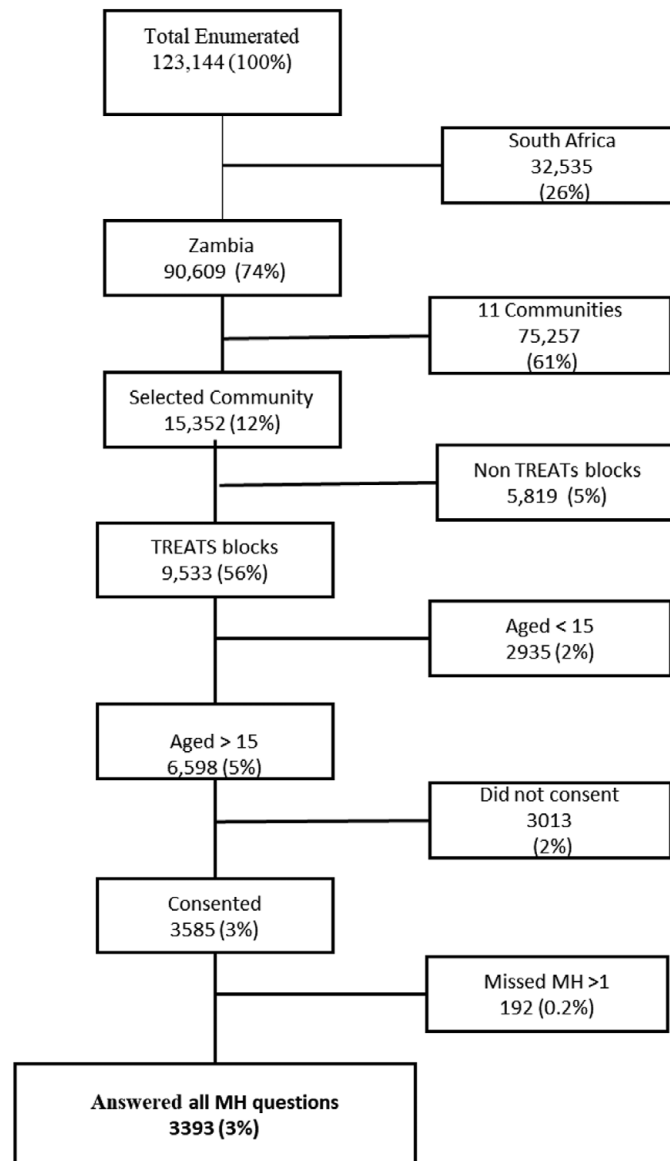 Total Enumerated
123,144 (100%)
South Africa
32,535
(26%)
Zambia
90,609 (74%)
11 Communities
75,257
(61%)
Selected Community
15,352 (12%)
Non TREATs blocks
5,819 (5%)
TREATS blocks
9,533 (56%)
Aged < 15
2935 (2%)
Aged > 15
6,598 (5%)
Did not consent
3013
(2%)
Consented
3585 (3%)
Missed MH >1
192 (0.2%)
Answered all MH questions
3393 (3%)